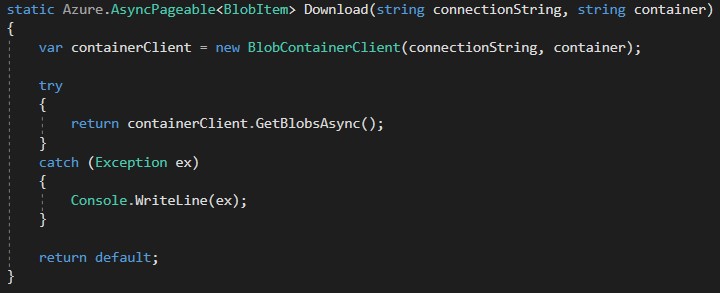 static Azure.AsyncPageable<BlobItem> Download(string connectionString, string container)
{
    var containerClient = new BlobContainerClient(connectionString, container);

    try
    {
        return containerClient.GetBlobsAsync();
    }
    catch (Exception ex)
    {
        Console.WriteLine(ex);
    }

    return default;
}